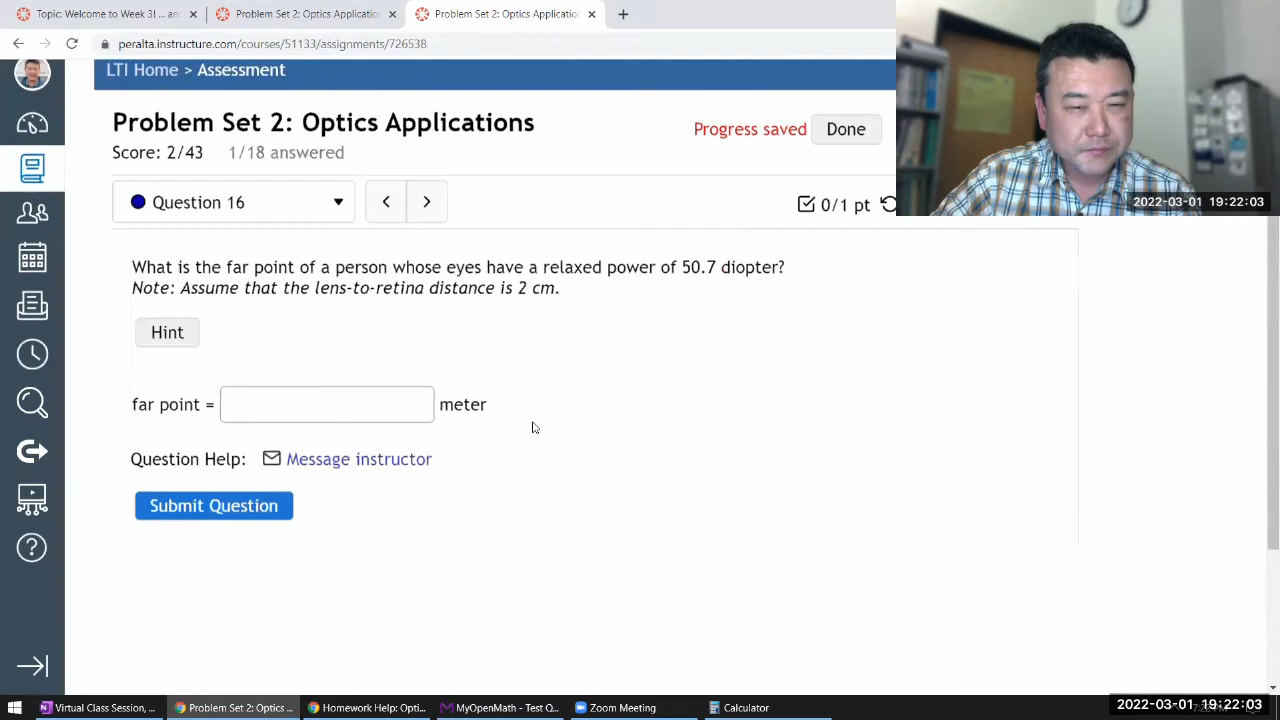 Topic: Welcome to Week 3! ... and
Problem Set 2: Optics Applications
Problem Set 2: Optics Applications
peralta.instructure.com/courses/51133/assignments/726538
LTI Home > Assessment
Problem Set 2: Optics Applications
Progress saved
Done
Score: 2/43 1/18 answered
Question 16
0/1 pt
2022-03-01 19:22:03
What is the far point of a person whose eyes have a relaxed power of 50.7 diopter?
Note: Assume that the lens-to-retina distance is 2 cm.
Hint
far point = meter
Question Help: Message instructor
Submit Question
Virtual Class Session, ...
Problem Set 2: Optics ...
Homework Help: Opti...
MyOpenMath - Test Q...
Zoom Meeting
Calculator
2022-03-01 19:22:03